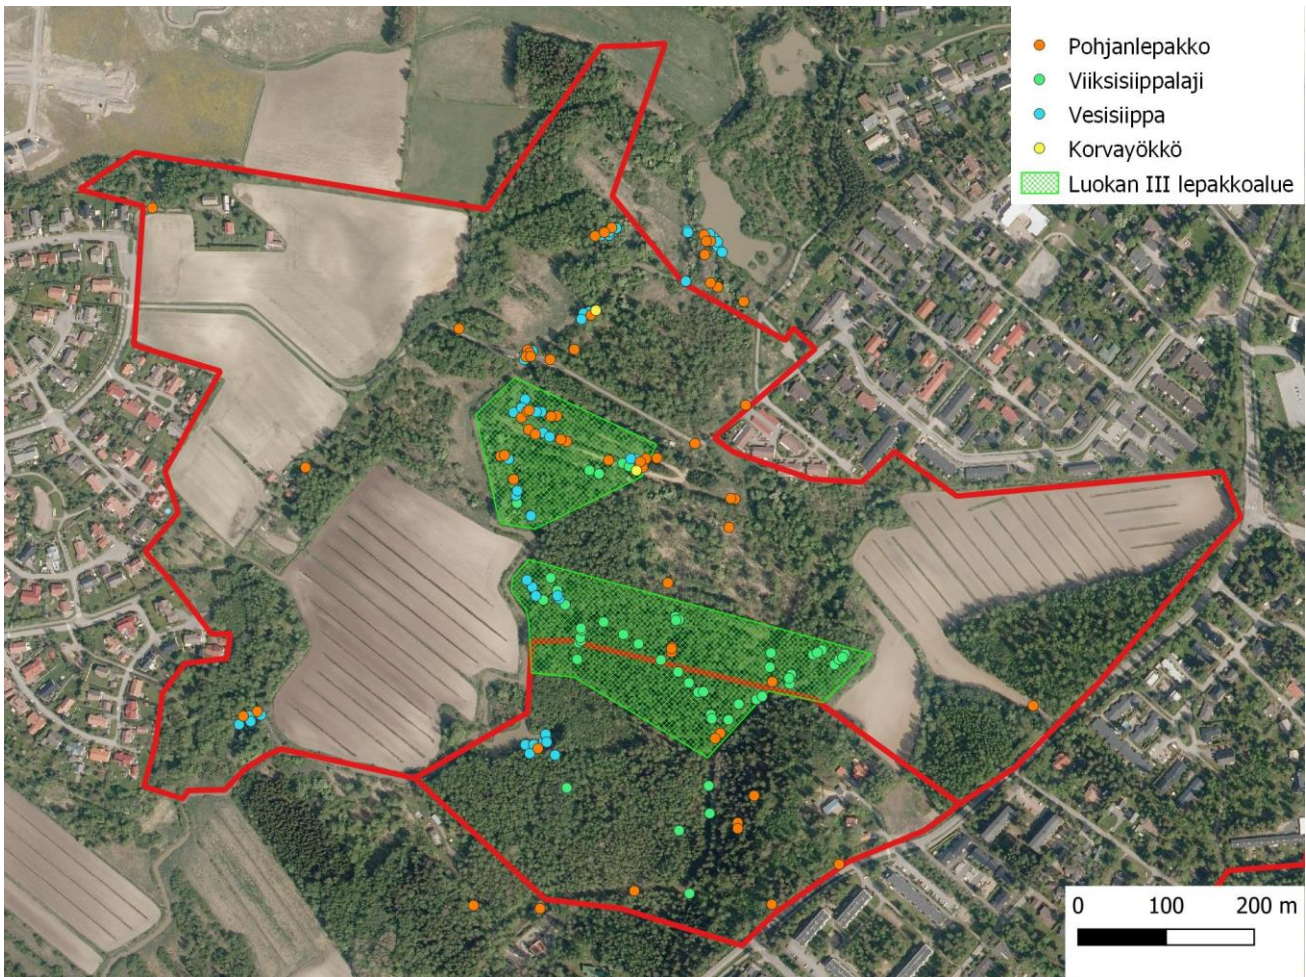 Pohjanlepakko
Viiksisiippalaji
Vesisiippa
Korvayökkö
Luokan III lepakkoalue
0 100 200 m